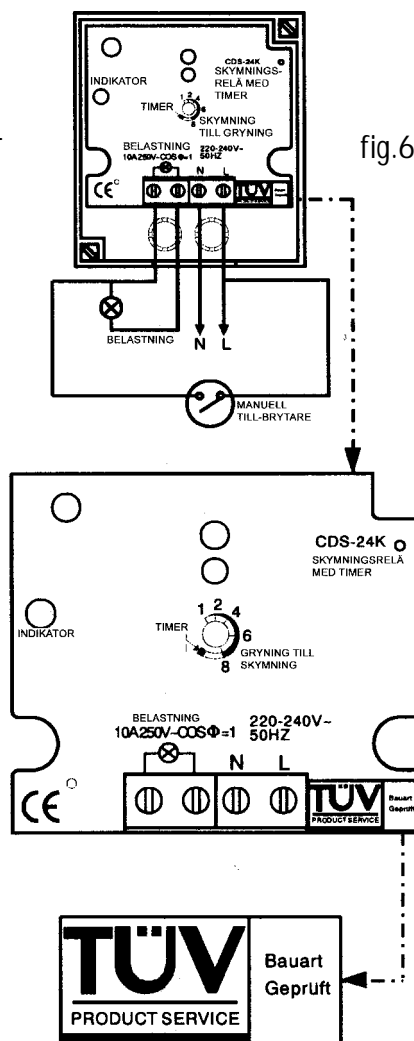 CDS-24K
SKYMNINGS-
RELÄ MED
TIMER
INDIKATOR
fig.6
TIMER
1 2 4
6
8
SKYMNING
TILL GRYNING
BELASTNING
10A250V~COSΦ=1
220-240V~
50HZ
N L
CE
TÜV
BELASTNING
N L
MANUELL
TILL-BRYTARE
CDS-24K
SKYMNINGSRELÄ
MED TIMER
INDIKATOR
1 2 4
TIMER
6
8
GRYNING TILL
SKYMNING
BELASTNING
10A250V~COSΦ=1
220-240V~
50HZ
N L
CE
TÜV
PRODUCT SERVICE
Bauart
Geprüft
TÜV
PRODUCT SERVICE
Bauart
Geprüft